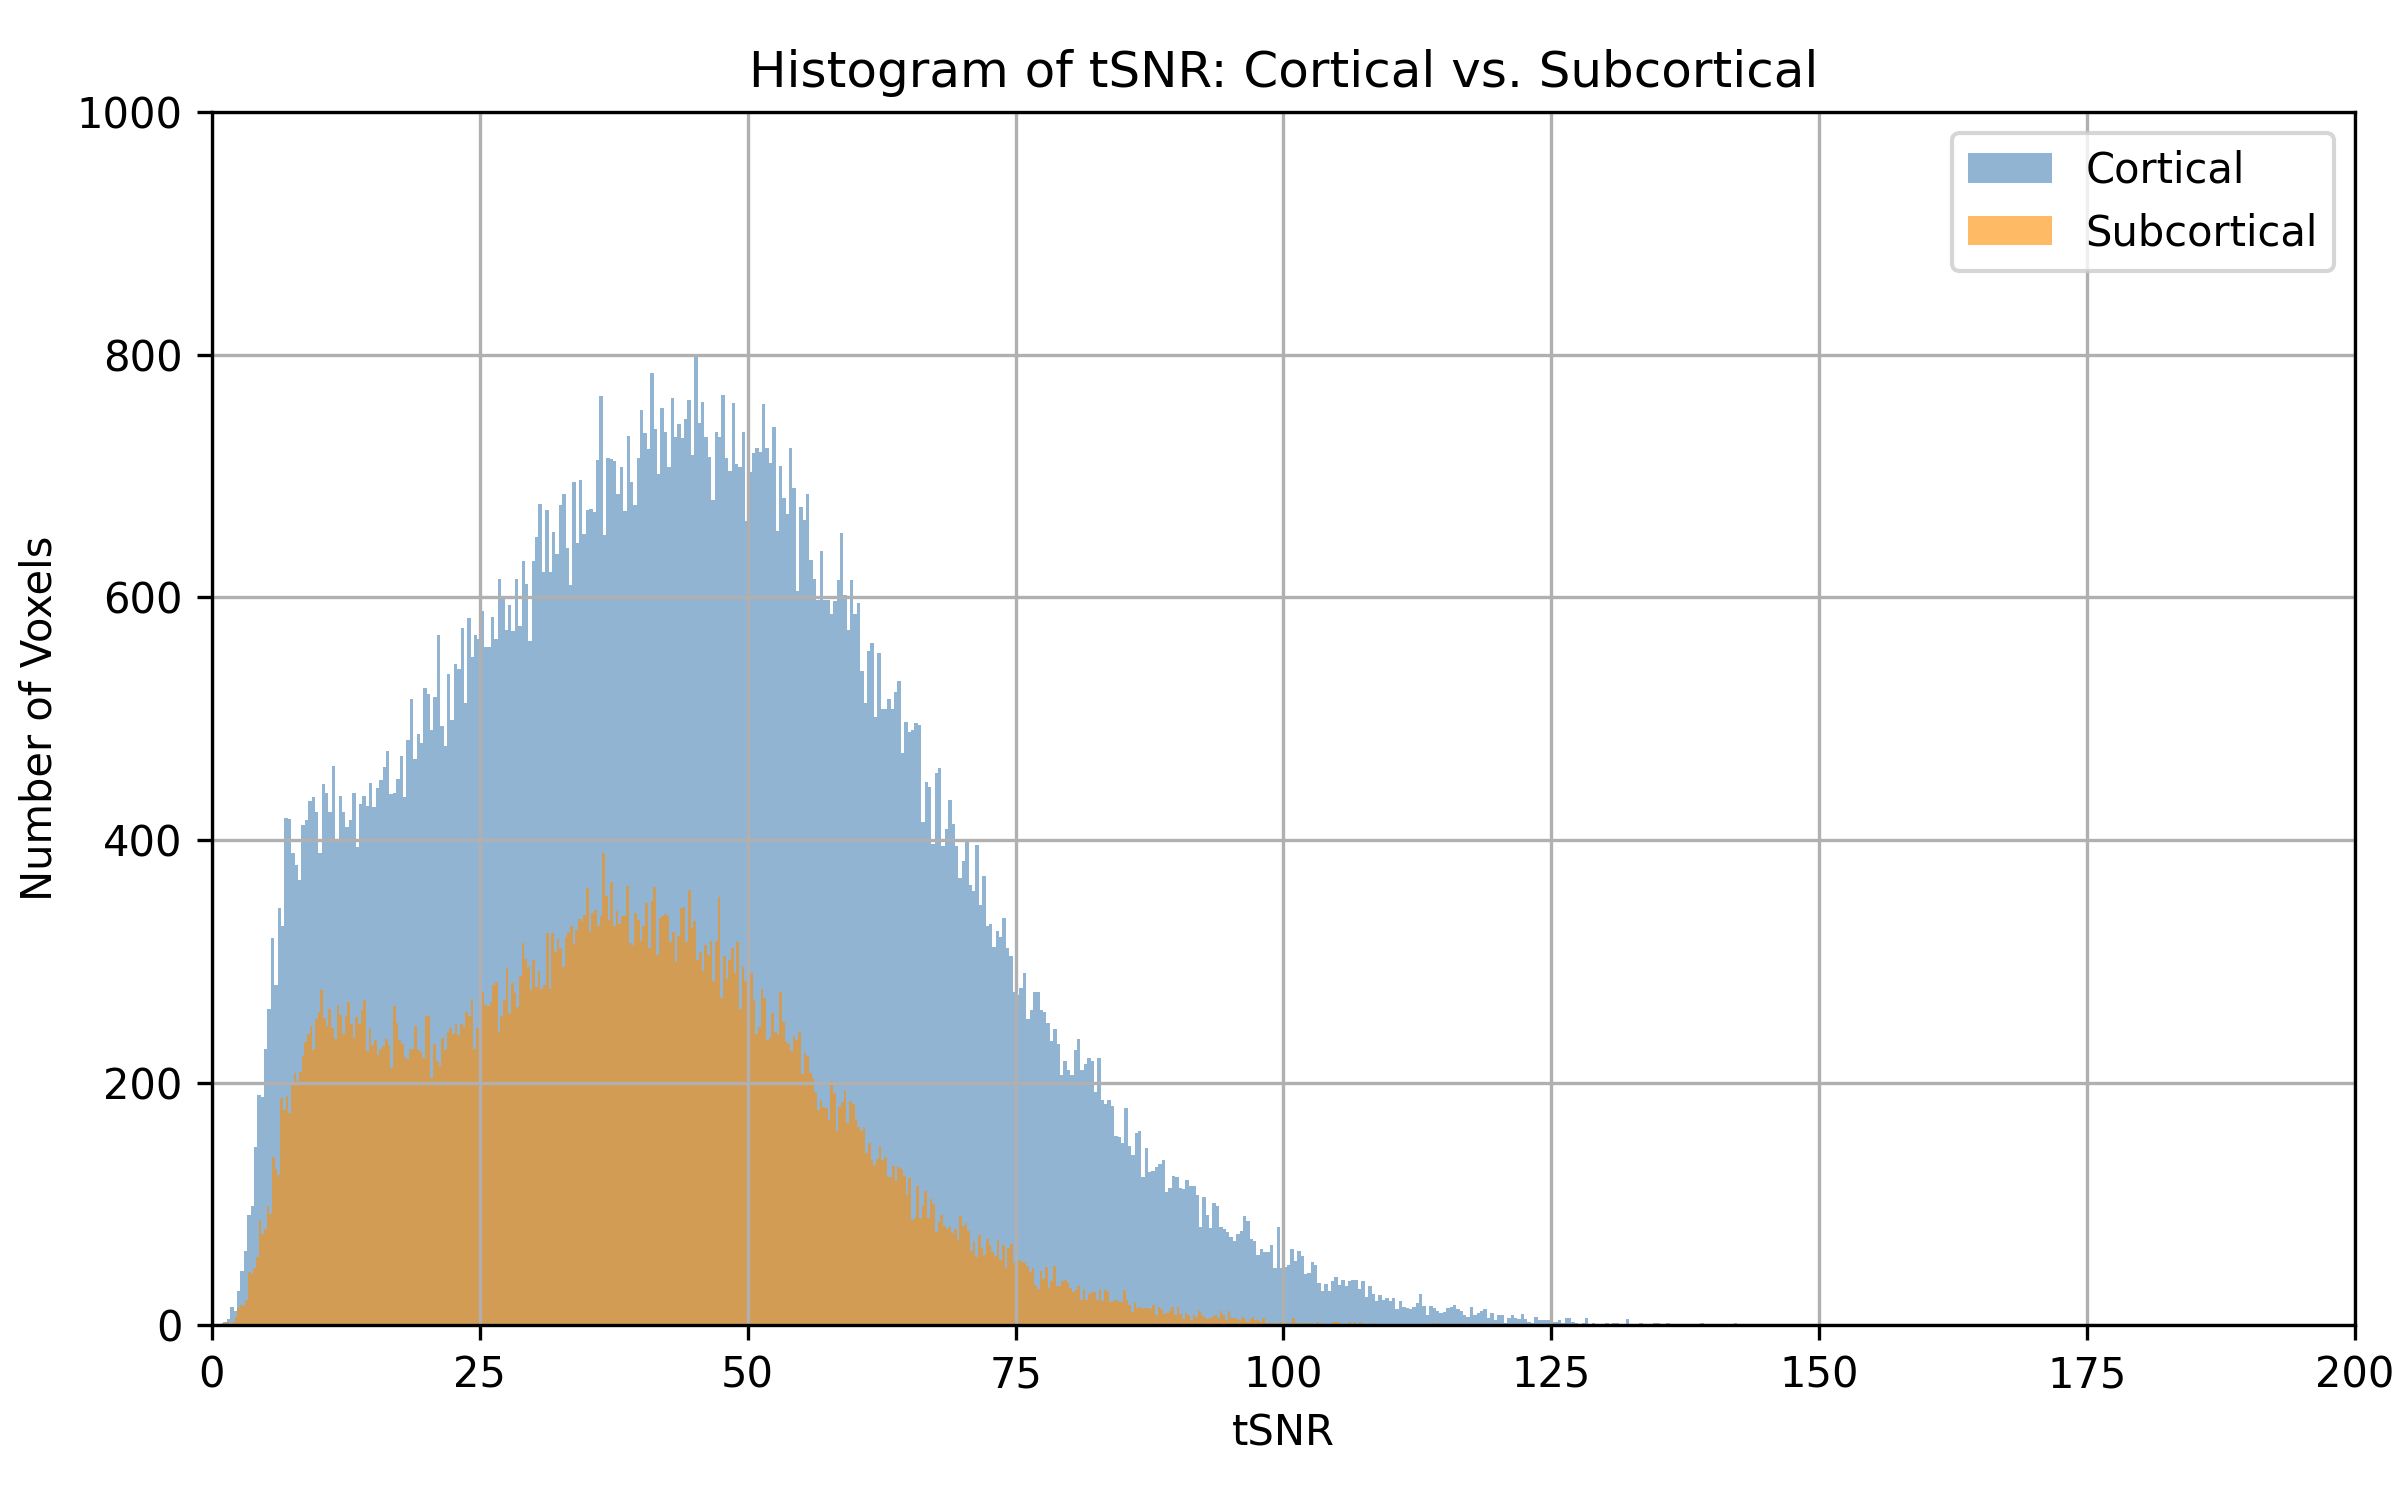 Histogram of tSNR: Cortical vs. Subcortical
1000
800
600
400
200
0
Number of Voxels
Cortical
Subcortical
0 25 50 75 100 125 150 175 200
tSNR